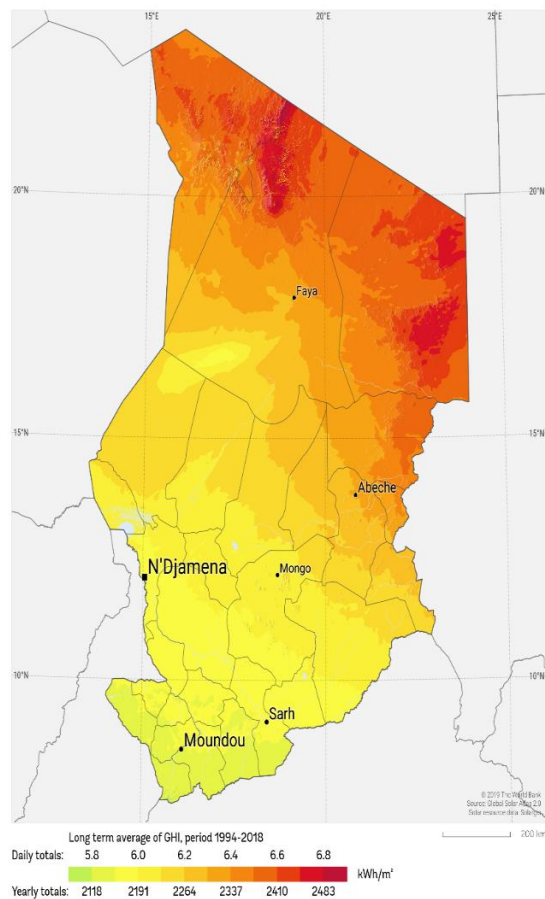 15°E 20°E 25°E
20°N 20°N
Faya
15°N 15°N
Abeche
N'Djamena
Mongo
10°N 10°N
Sarh
Moundou
© 2019 The World Bank
Source: Global Solar Atlas 2.0
Solar resource data: Solargis
Long term average of GHI, period 1994-2018
200 km
Daily totals: 5.8 6.0 6.2 6.4 6.6 6.8
kWh/m²
Yearly totals: 2118 2191 2264 2337 2410 2483